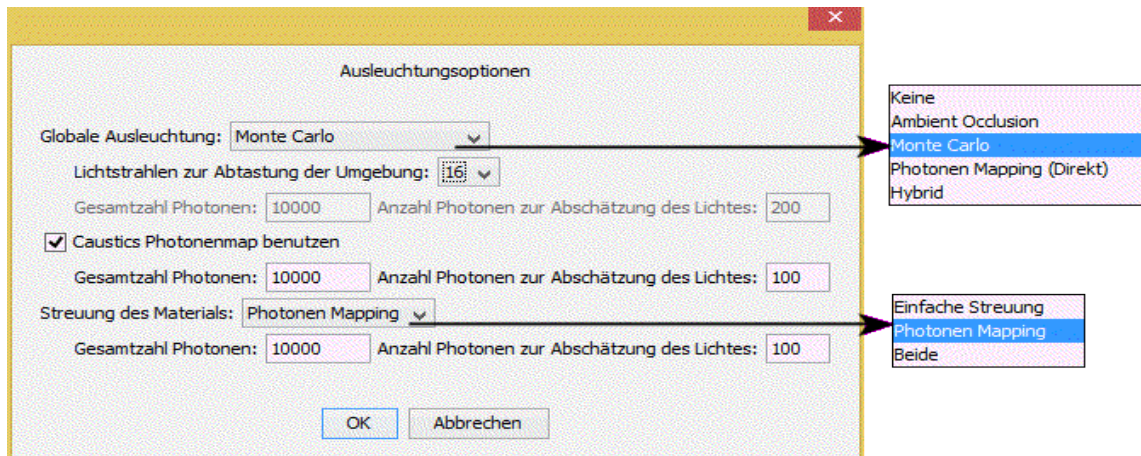 Ausleuchtungsoptionen
Globale Ausleuchtung: Monte Carlo
Lichtstrahlen zur Abtastung der Umgebung: 16
Gesamtzahl Photonen: 10000 Anzahl Photonen zur Abschätzung des Lichtes: 200
Caustics Photonenmap benutzen
Gesamtzahl Photonen: 10000 Anzahl Photonen zur Abschätzung des Lichtes: 100
Streuung des Materials: Photonen Mapping
Gesamtzahl Photonen: 10000 Anzahl Photonen zur Abschätzung des Lichtes: 100
OK Abbrechen
Keine
Ambient Occlusion
Monte Carlo
Photonen Mapping (Direkt)
Hybrid
Einfache Streuung
Photonen Mapping
Beide